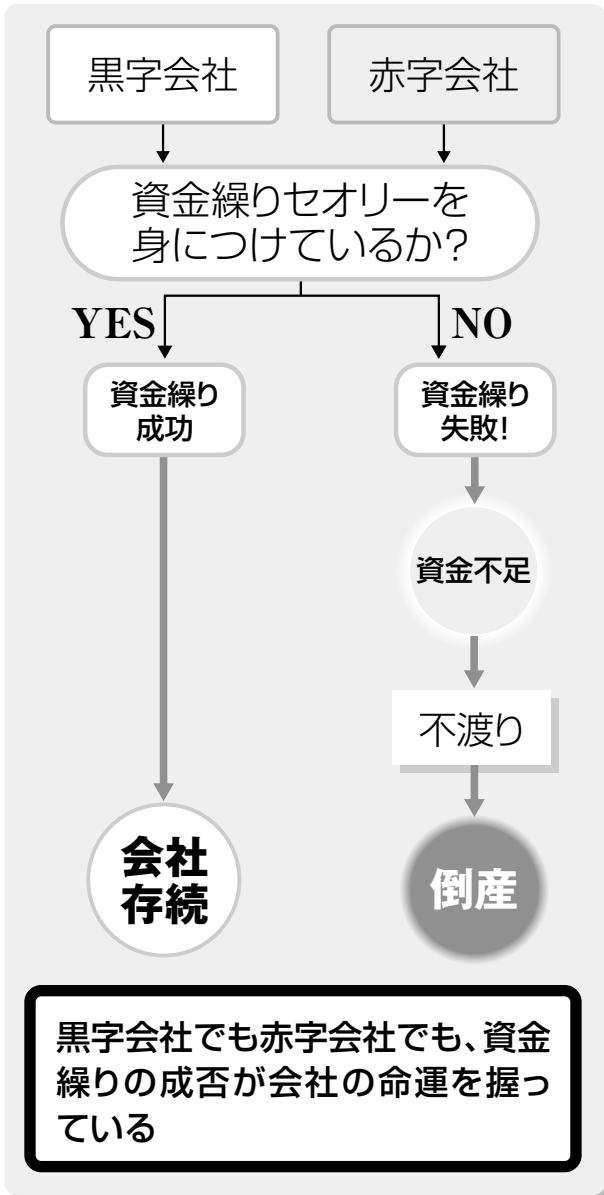 黒字会社
赤字会社
資金繰りセオリーを
身につけているか?
YES
NO
資金繰り
成功
資金繰り
失敗!
資金不足
不渡り
会社
存続
倒産
黒字会社でも赤字会社でも、資金
繰りの成否が会社の命運を握っ
ている